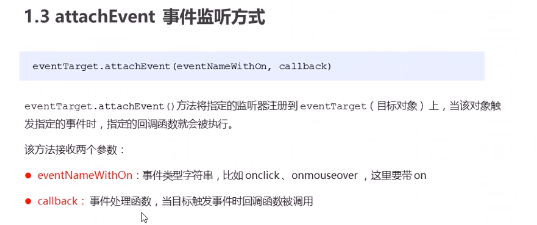 1.3 attachEvent 事件监听方式
eventTarget.attachEvent(eventNameWithOn, callback)
eventTarget.attachEvent()方法将指定的监听器注册到 eventTarget（目标对象）上，当该对象触
发指定的事件时，指定的回调函数就会被执行。
该方法接收两个参数：
● eventNameWithOn：事件类型字符串，比如 onclick、onmouseover ，这里要带 on
● callback： 事件处理函数，当目标触发事件时回调函数被调用